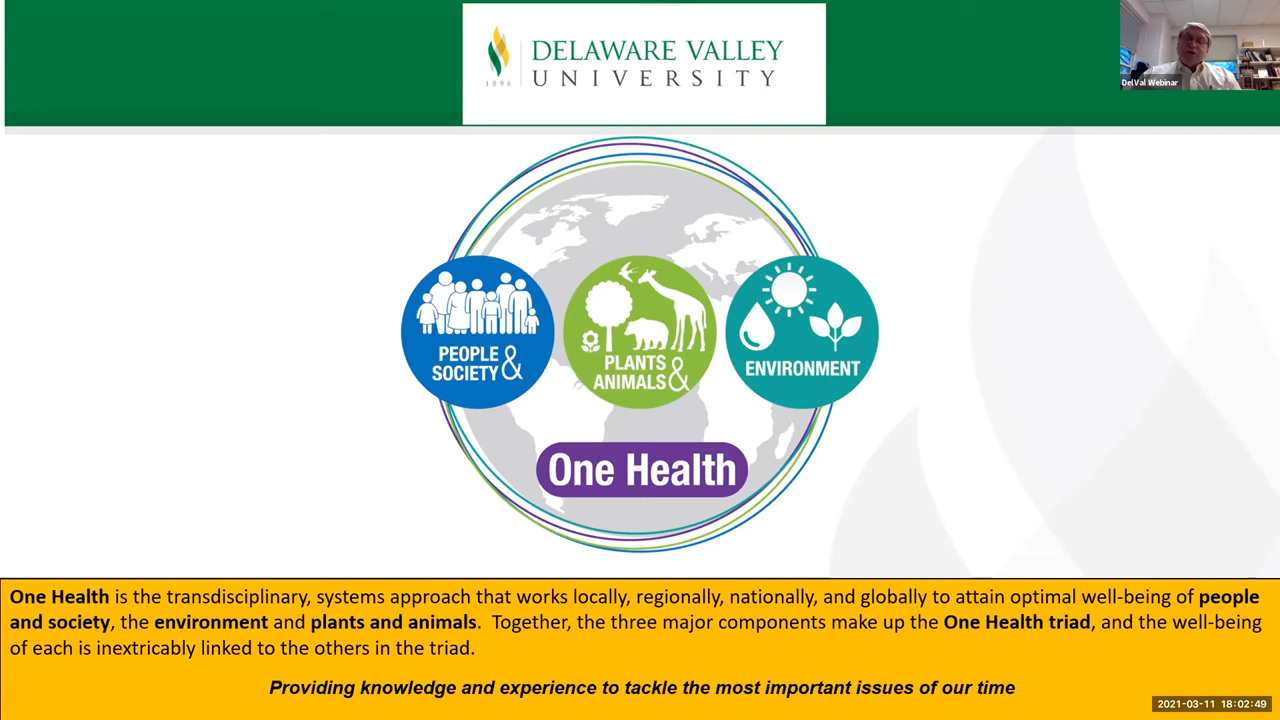 1896
DELAWARE VALLEY
UNIVERSITY
DelVal Webinar
PEOPLE &
SOCIETY
PLANTS &
ANIMALS
ENVIRONMENT
One Health
One Health is the transdisciplinary, systems approach that works locally, regionally, nationally, and globally to attain optimal well-being of people
and society, the environment and plants and animals. Together, the three major components make up the One Health triad, and the well-being
of each is inextricably linked to the others in the triad.
Providing knowledge and experience to tackle the most important issues of our time
2021-03-11 18:02:49